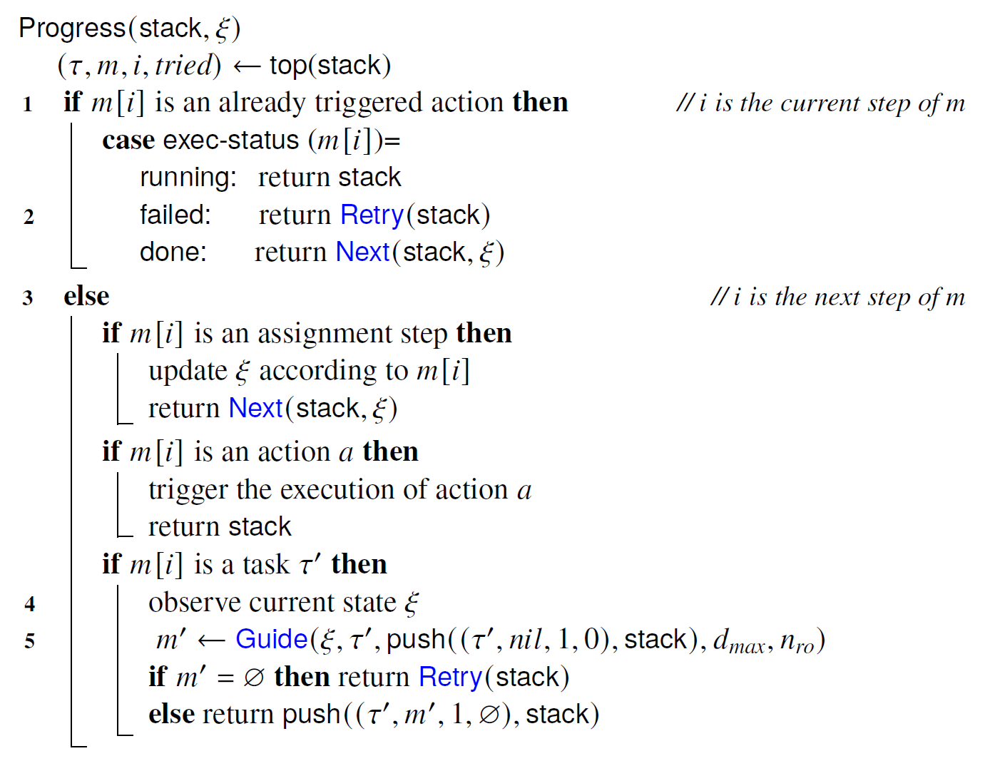 Progress(stack, ξ)
(τ, m, i, tried) ← top(stack)
1 if m[i] is an already triggered action then // i is the current step of m
case exec-status (m[i])=
running: return stack
2 failed: return Retry(stack)
done: return Next(stack, ξ)
3 else // i is the next step of m
if m[i] is an assignment step then
update ξ according to m[i]
return Next(stack, ξ)
if m[i] is an action a then
trigger the execution of action a
return stack
if m[i] is a task τ′ then
4 observe current state ξ
5 m′ ← Guide(ξ, τ′, push((τ′, nil, 1, 0), stack), d_max, n_ro)
if m′ = ∅ then return Retry(stack)
else return push((τ′, m′, 1, ∅), stack)